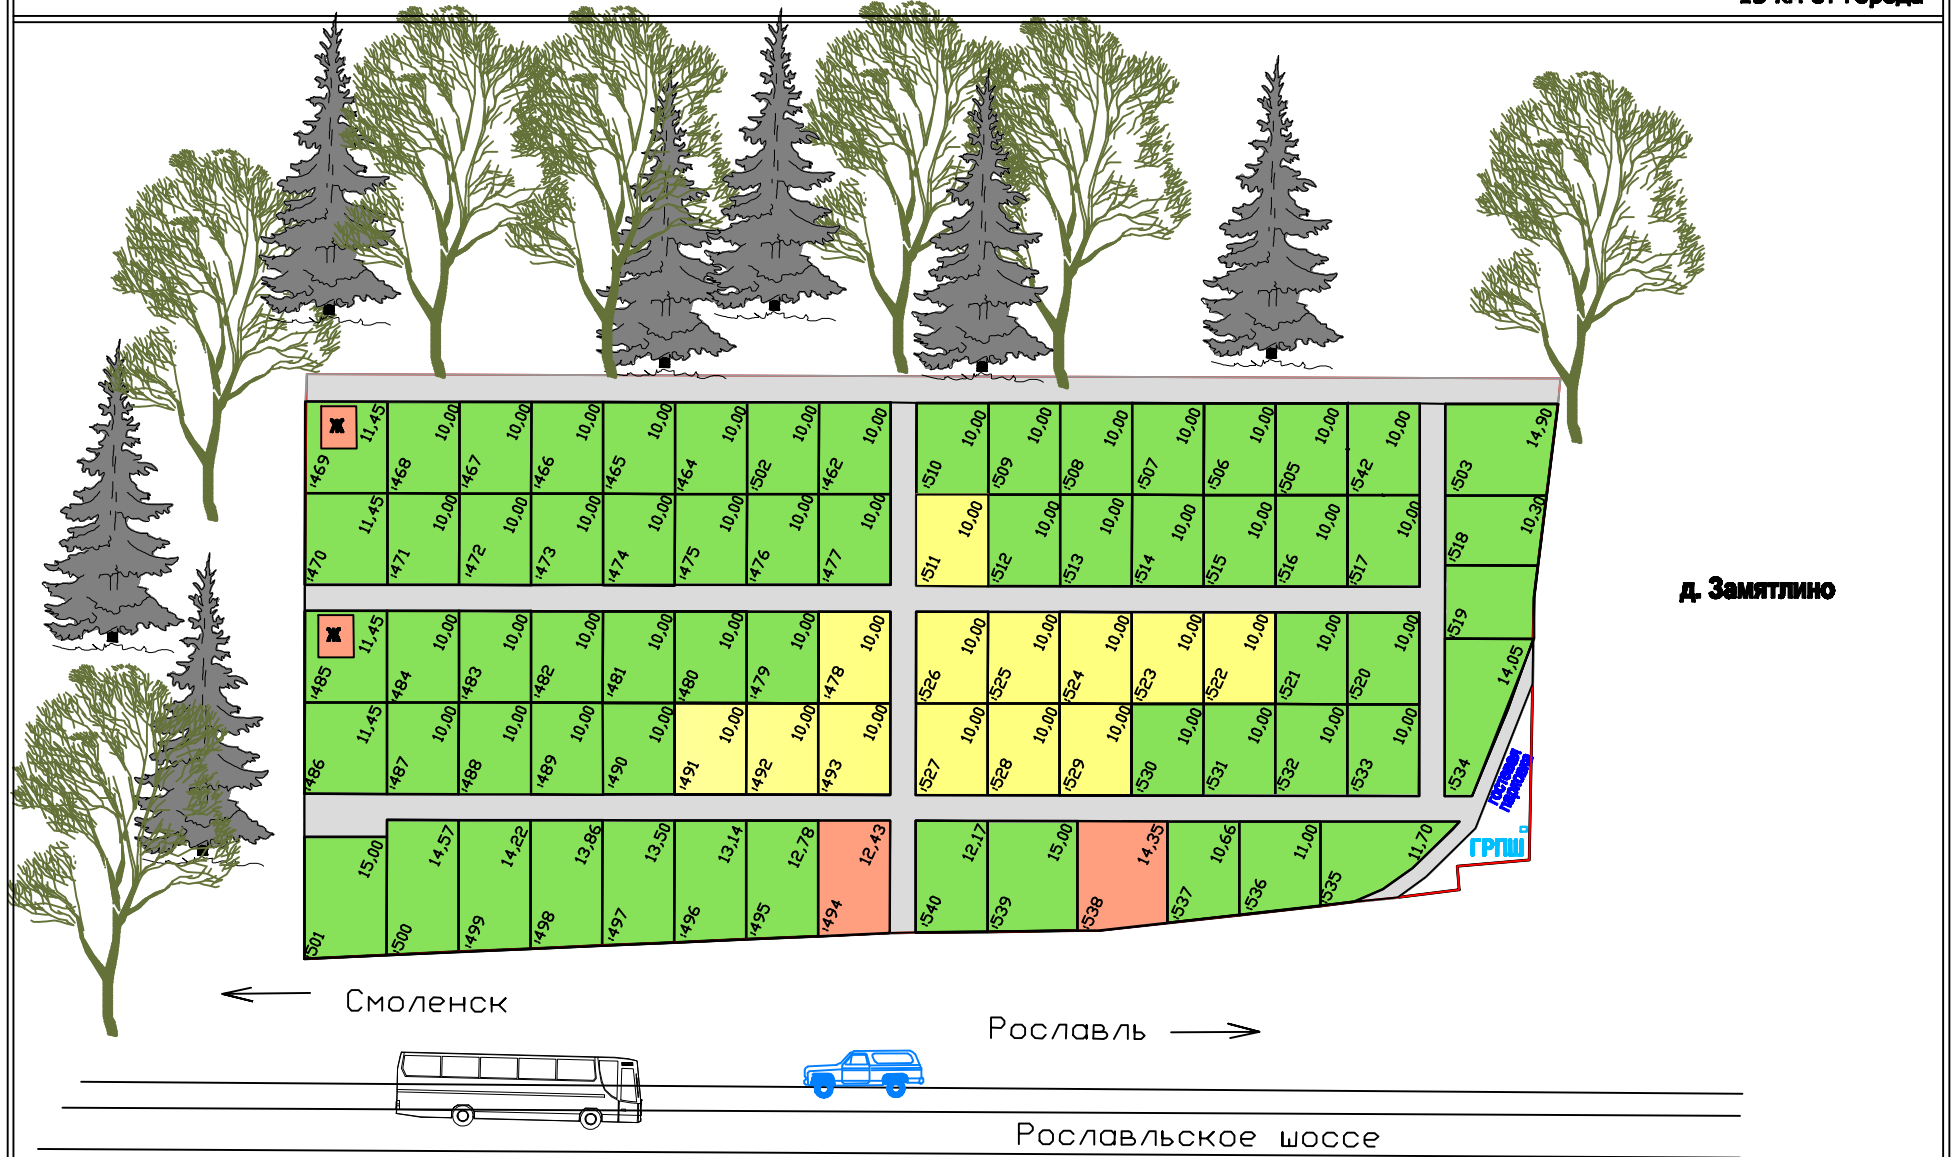 км от города
Ж
11,45 10,00 10,00 10,00 10,00 10,00 10,00 10,00 10,00 10,00 10,00 10,00 10,00 10,00 10,00 14,90
469 468 467 466 465 464 502 462 510 509 508 507 506 505 542 503
11,45 10,00 10,00 10,00 10,00 10,00 10,00 10,00 10,00 10,00 10,00 10,00 10,00 10,00 10,00 10,30
470 471 472 473 474 475 476 477 511 512 513 514 515 516 517 518
д. Замятлино
519
Ж
11,45 10,00 10,00 10,00 10,00 10,00 10,00 10,00 10,00 10,00 10,00 10,00 10,00 10,00 10,00 14,05
485 484 483 482 481 480 479 478 526 525 524 523 522 521 520
11,45 10,00 10,00 10,00 10,00 10,00 10,00 10,00 10,00 10,00 10,00 10,00 10,00 10,00 10,00
486 487 488 489 490 491 492 493 527 528 529 530 531 532 533 534
гостевая
парковка
ГРПШ
15,00 14,57 14,22 13,86 13,50 13,14 12,78 12,43 12,17 15,00 14,35 10,66 11,00 11,70
501 500 499 498 497 496 495 494 540 539 538 537 536 535
Смоленск
Рославль
Рославльское шоссе